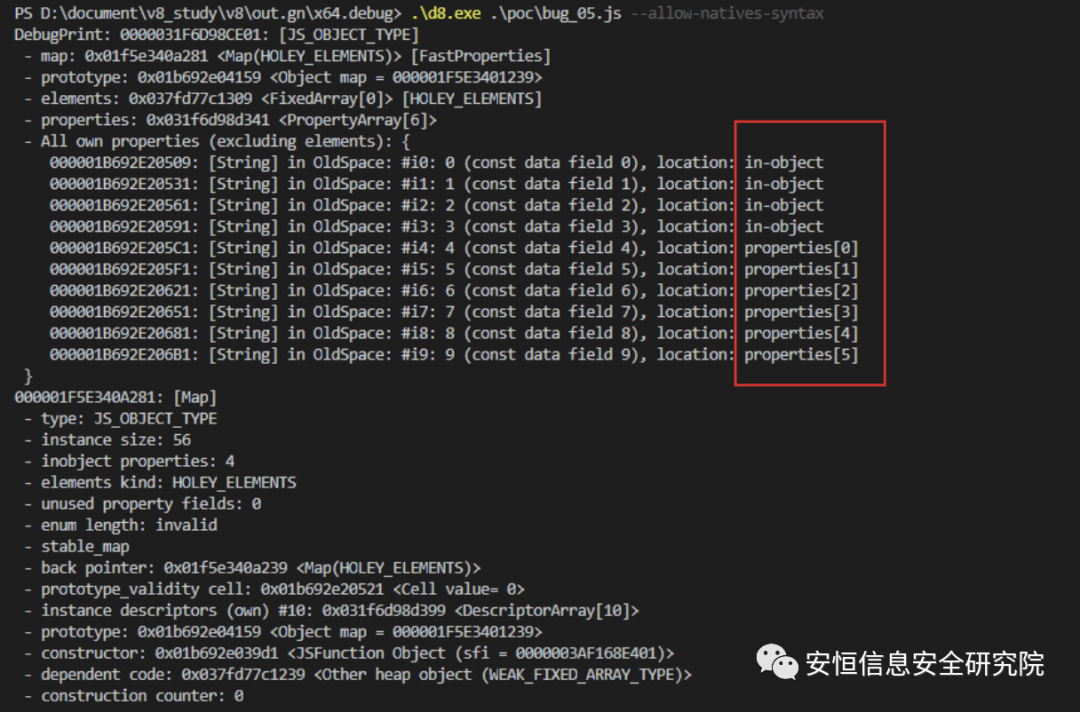 PS D:\document\v8_study\v8\out.gn\x64.debug> .\d8.exe .\poc\bug_05.js --allow-natives-syntax
DebugPrint: 0000031F6D98CE01: [JS_OBJECT_TYPE]
- map: 0x01f5e340a281 <Map(HOLEY_ELEMENTS)> [FastProperties]
- prototype: 0x01b692e04159 <Object map = 000001F5E3401239>
- elements: 0x037fd77c1309 <FixedArray[0]> [HOLEY_ELEMENTS]
- properties: 0x031f6d98d341 <PropertyArray[6]>
- All own properties (excluding elements): {
000001B692E20509: [String] in OldSpace: #i0: 0 (const data field 0), location: in-object
000001B692E20531: [String] in OldSpace: #i1: 1 (const data field 1), location: in-object
000001B692E20561: [String] in OldSpace: #i2: 2 (const data field 2), location: in-object
000001B692E20591: [String] in OldSpace: #i3: 3 (const data field 3), location: in-object
000001B692E205C1: [String] in OldSpace: #i4: 4 (const data field 4), location: properties[0]
000001B692E205F1: [String] in OldSpace: #i5: 5 (const data field 5), location: properties[1]
000001B692E20621: [String] in OldSpace: #i6: 6 (const data field 6), location: properties[2]
000001B692E20651: [String] in OldSpace: #i7: 7 (const data field 7), location: properties[3]
000001B692E20681: [String] in OldSpace: #i8: 8 (const data field 8), location: properties[4]
000001B692E206B1: [String] in OldSpace: #i9: 9 (const data field 9), location: properties[5]
}
000001F5E340A281: [Map]
- type: JS_OBJECT_TYPE
- instance size: 56
- inobject properties: 4
- elements kind: HOLEY_ELEMENTS
- unused property fields: 0
- enum length: invalid
- stable_map
- back pointer: 0x01f5e340a239 <Map(HOLEY_ELEMENTS)>
- prototype_validity cell: 0x01b692e20521 <Cell value= 0>
- instance descriptors (own) #10: 0x031f6d98d399 <DescriptorArray[10]>
- prototype: 0x01b692e04159 <Object map = 000001F5E3401239>
- constructor: 0x01b692e039d1 <JSFunction Object (sfi = 0000003AF168E401)>
- dependent code: 0x037fd77c1239 <Other heap object (WEAK_FIXED_ARRAY_TYPE)>
- construction counter: 0
安恒信息安全研究院